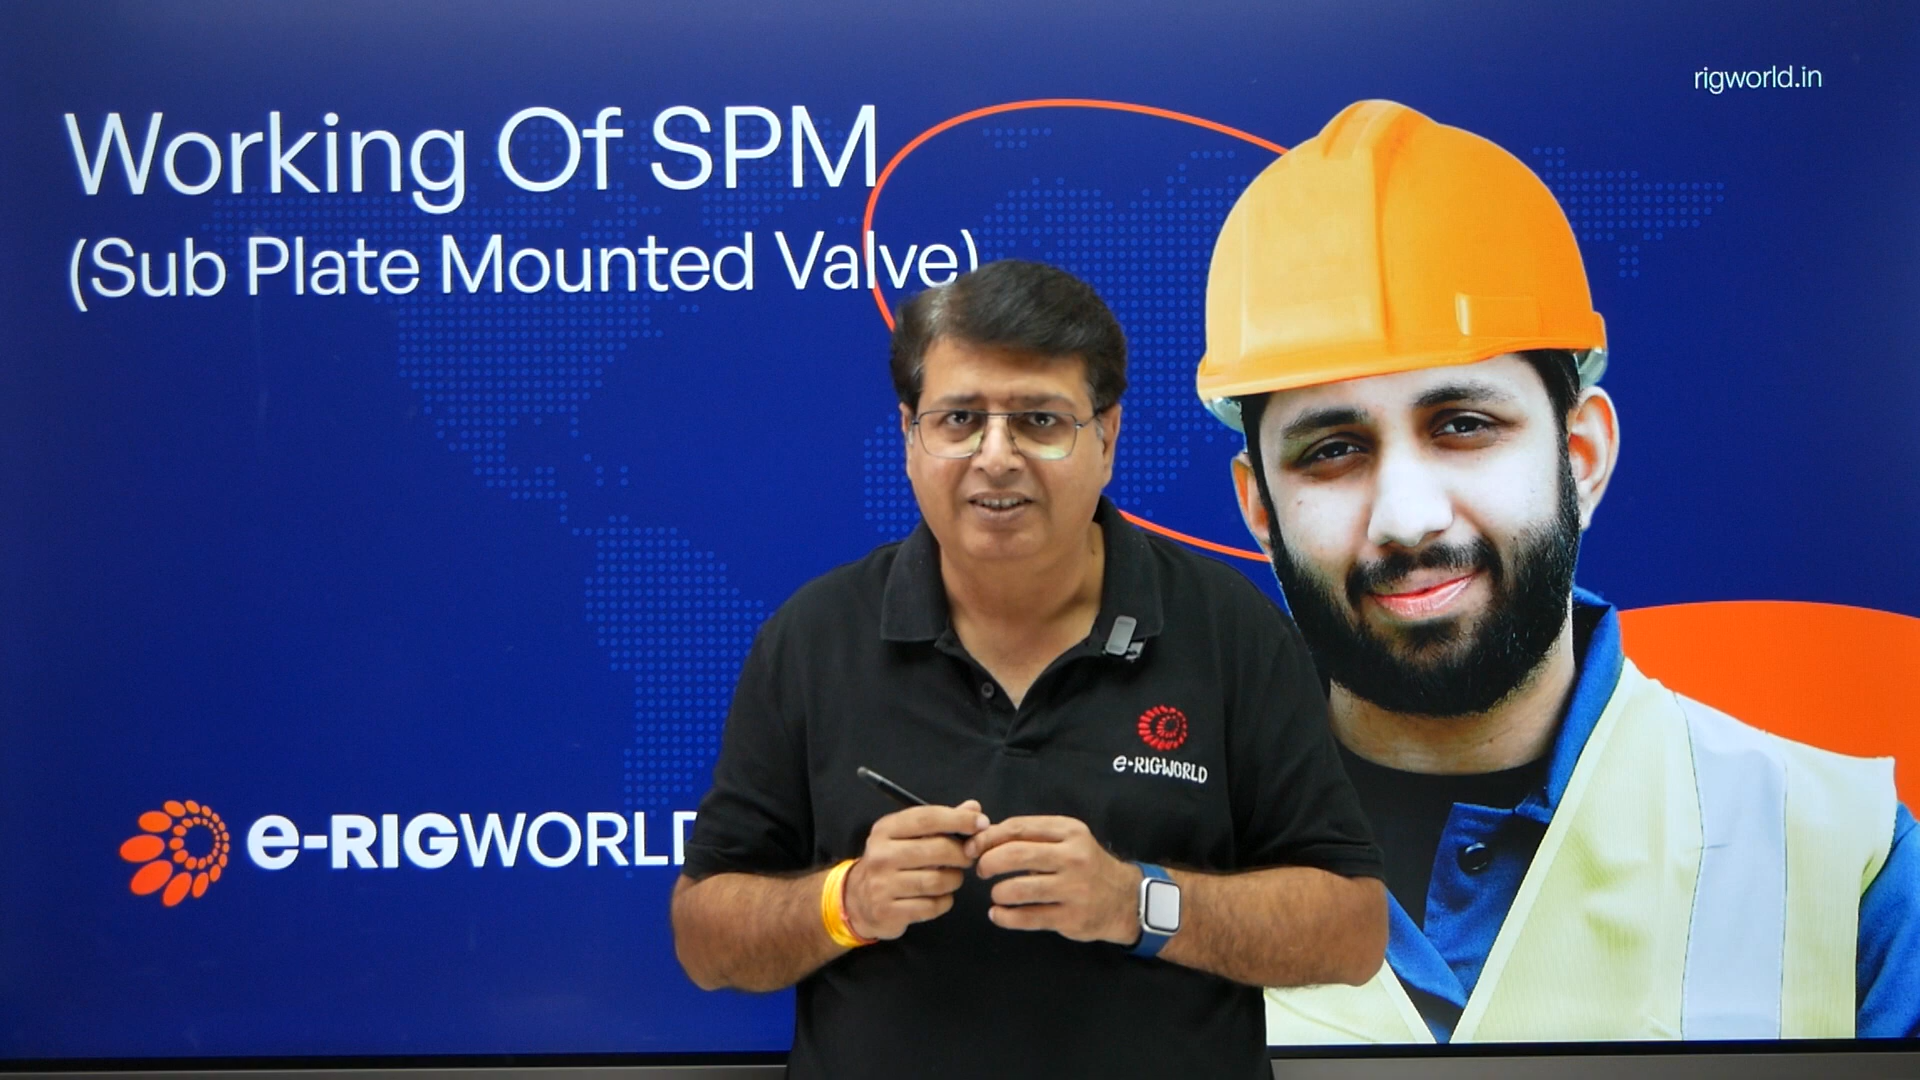 rigworld.in
Working Of SPM
(Sub Plate Mounted Valve)
e-RIGWORLD
e-RIGWORLD